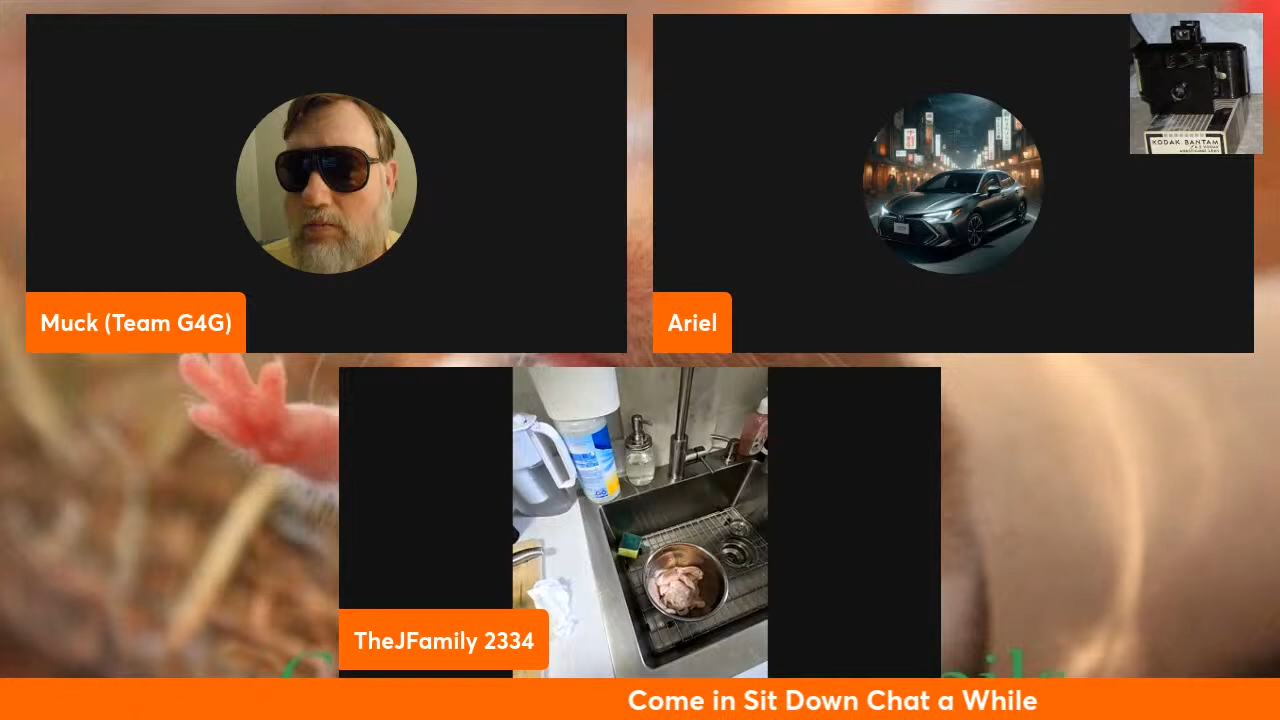 KODAK BANTAM
Muck (Team G4G)
Ariel
TheJFamily 2334
Come in Sit Down Chat a While